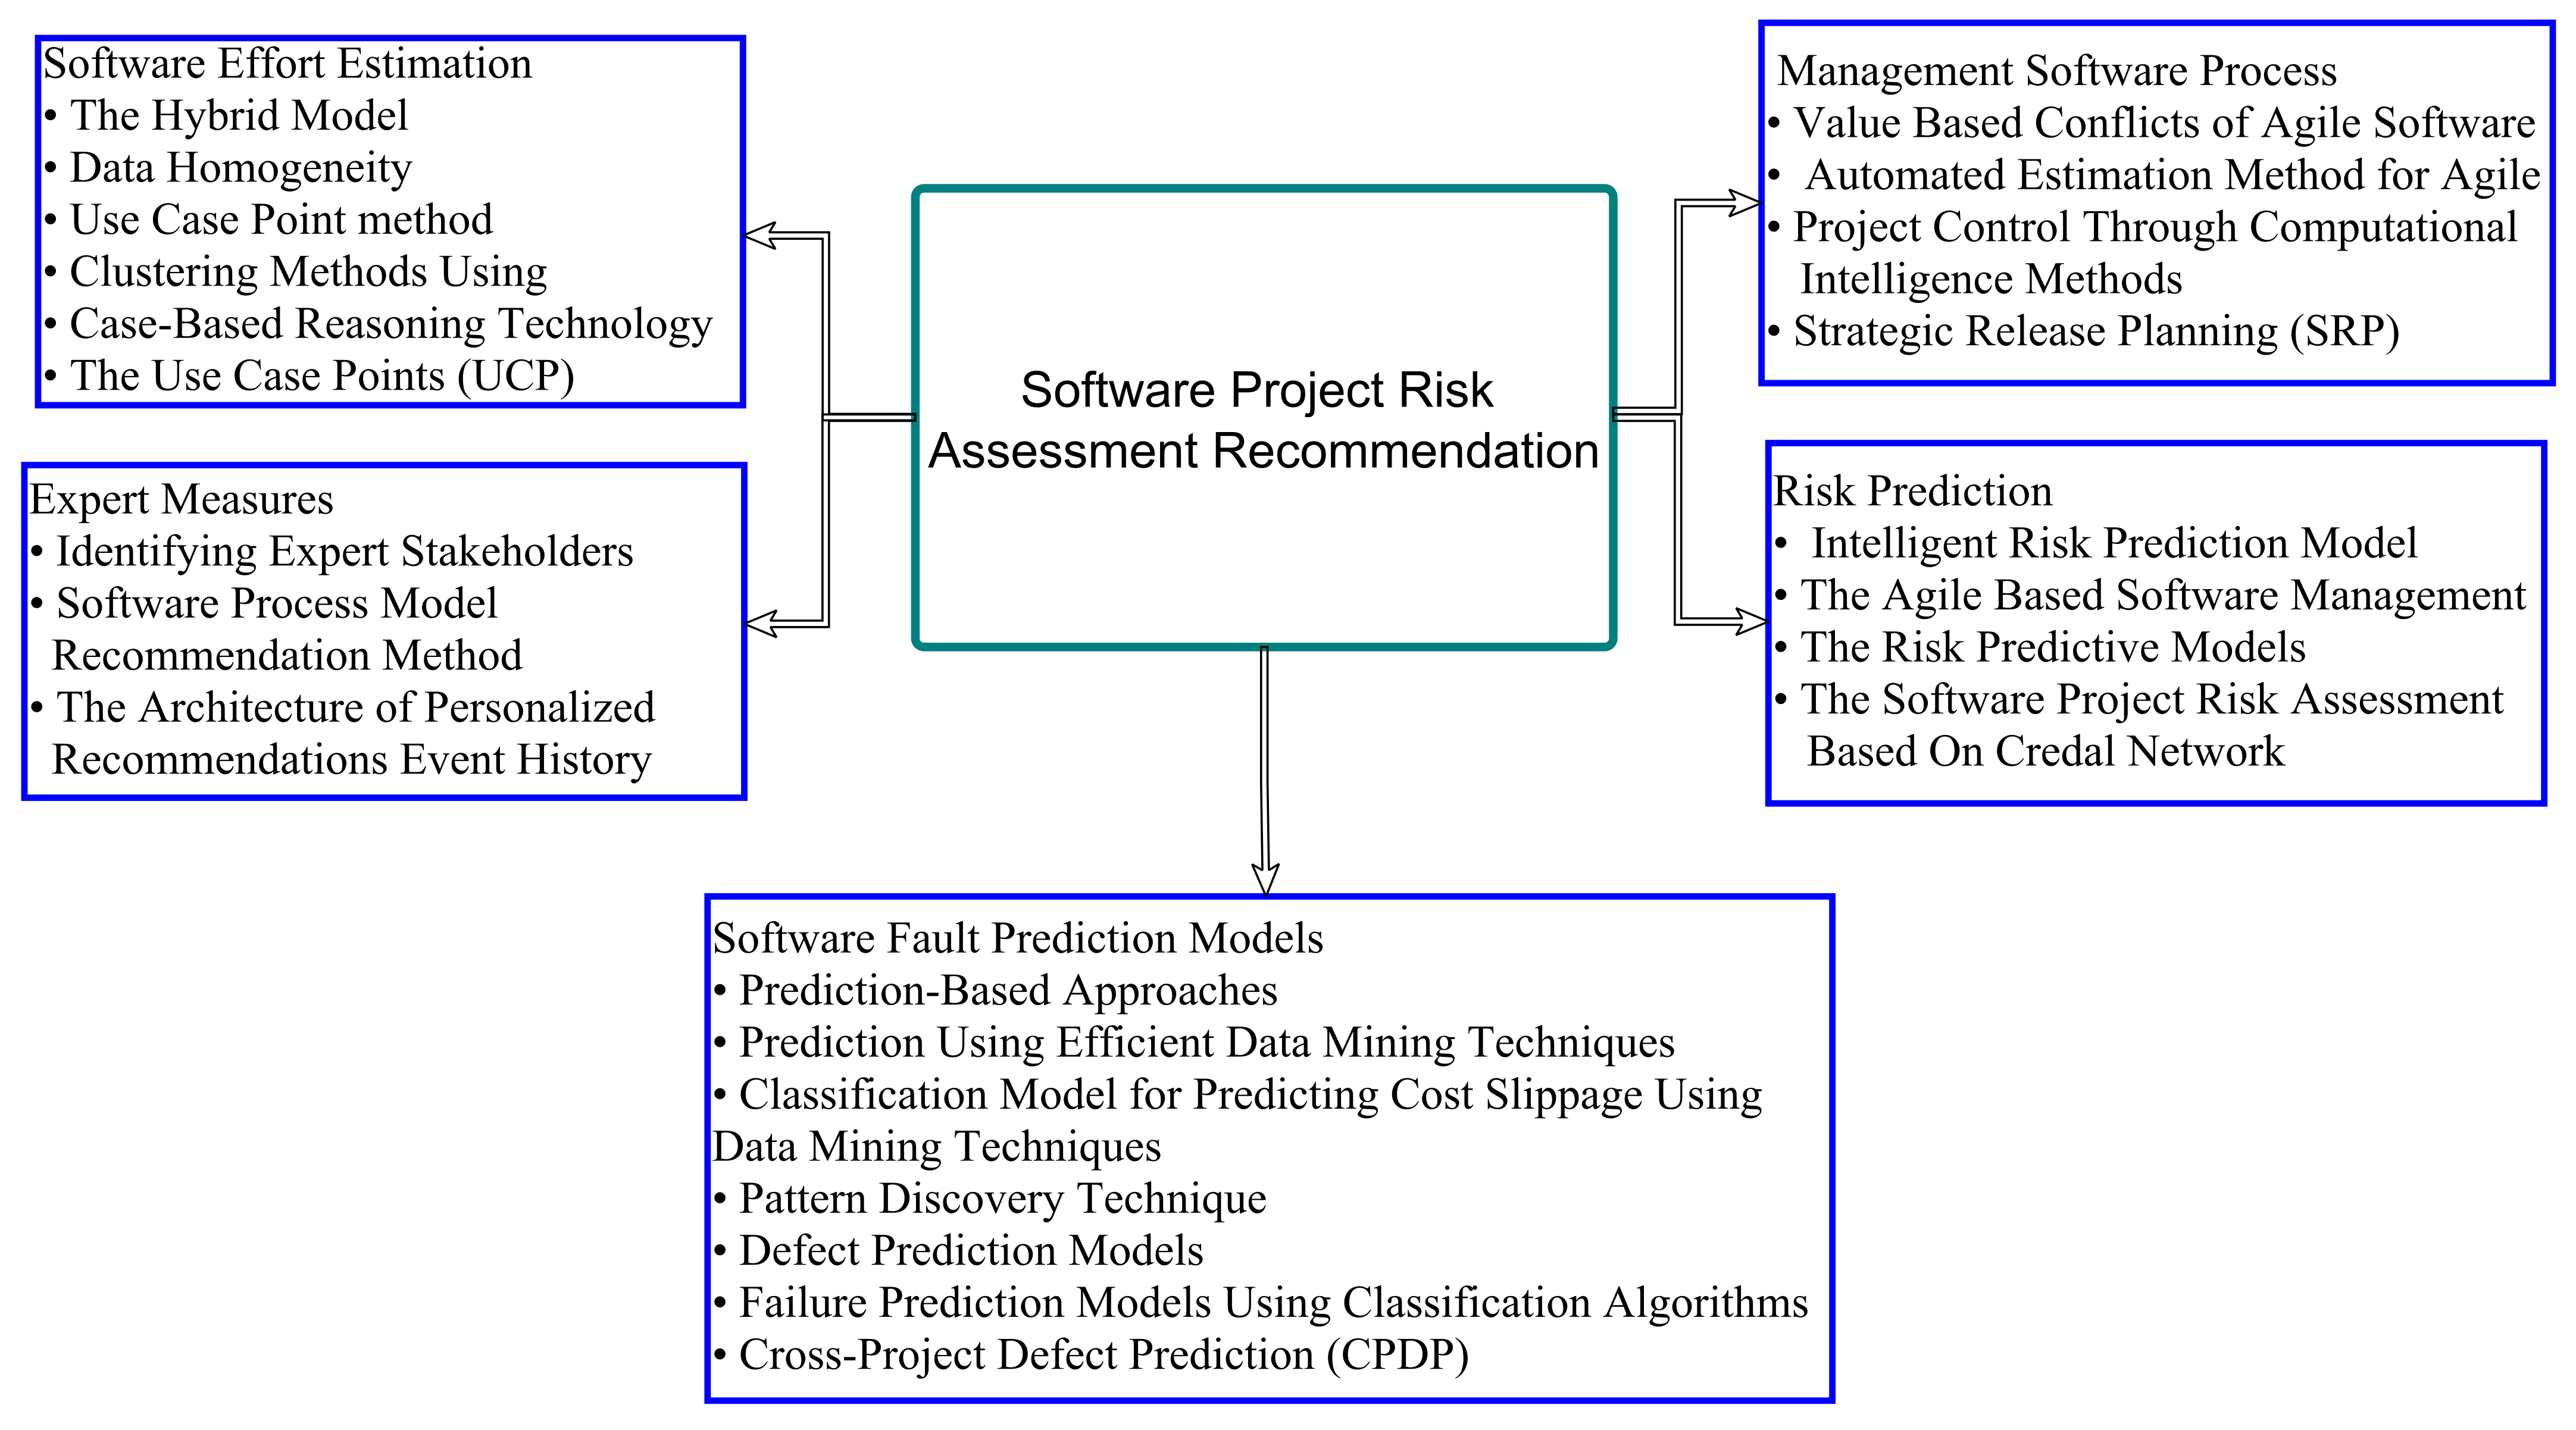 Software Effort Estimation
• The Hybrid Model
• Data Homogeneity
• Use Case Point method
• Clustering Methods Using
• Case-Based Reasoning Technology
• The Use Case Points (UCP)
Expert Measures
• Identifying Expert Stakeholders
• Software Process Model
Recommendation Method
• The Architecture of Personalized
Recommendations Event History
Software Project Risk
Assessment Recommendation
Management Software Process
• Value Based Conflicts of Agile Software
• Automated Estimation Method for Agile
• Project Control Through Computational
Intelligence Methods
• Strategic Release Planning (SRP)
Risk Prediction
• Intelligent Risk Prediction Model
• The Agile Based Software Management
• The Risk Predictive Models
• The Software Project Risk Assessment
Based On Credal Network
Software Fault Prediction Models
• Prediction-Based Approaches
• Prediction Using Efficient Data Mining Techniques
• Classification Model for Predicting Cost Slippage Using
Data Mining Techniques
• Pattern Discovery Technique
• Defect Prediction Models
• Failure Prediction Models Using Classification Algorithms
• Cross-Project Defect Prediction (CPDP)